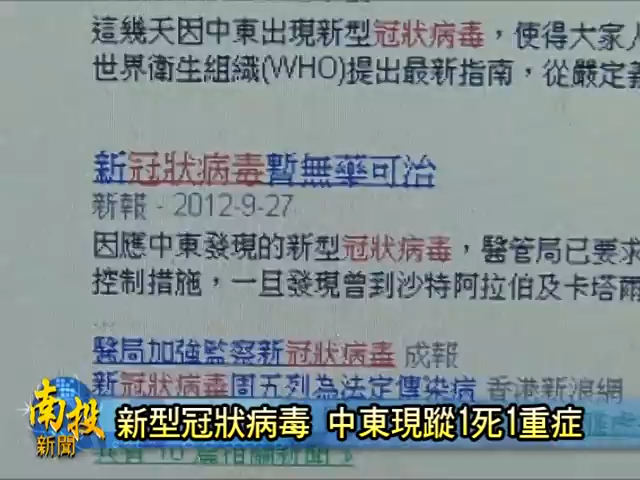 這幾天因中東出現新型冠狀病毒，使得大家
世界衛生組織(WHO)提出最新指南，從嚴定義
新冠狀病毒暫無藥可治
新報 - 2012-9-27
因應中東發現的新型冠狀病毒，醫管局已要求
控制措施，一旦發現曾到沙特阿拉伯及卡塔爾
醫局加強監察新冠狀病毒 成報
新冠狀病毒周五列為法定傳染病 香港新浪網
南投
新聞
新型冠狀病毒 中東現蹤1死1重症